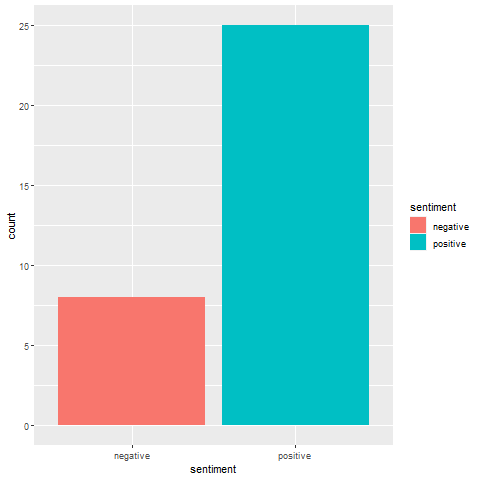 25
20
15
10
5
0
count
negative
positive
sentiment
sentiment
negative
positive